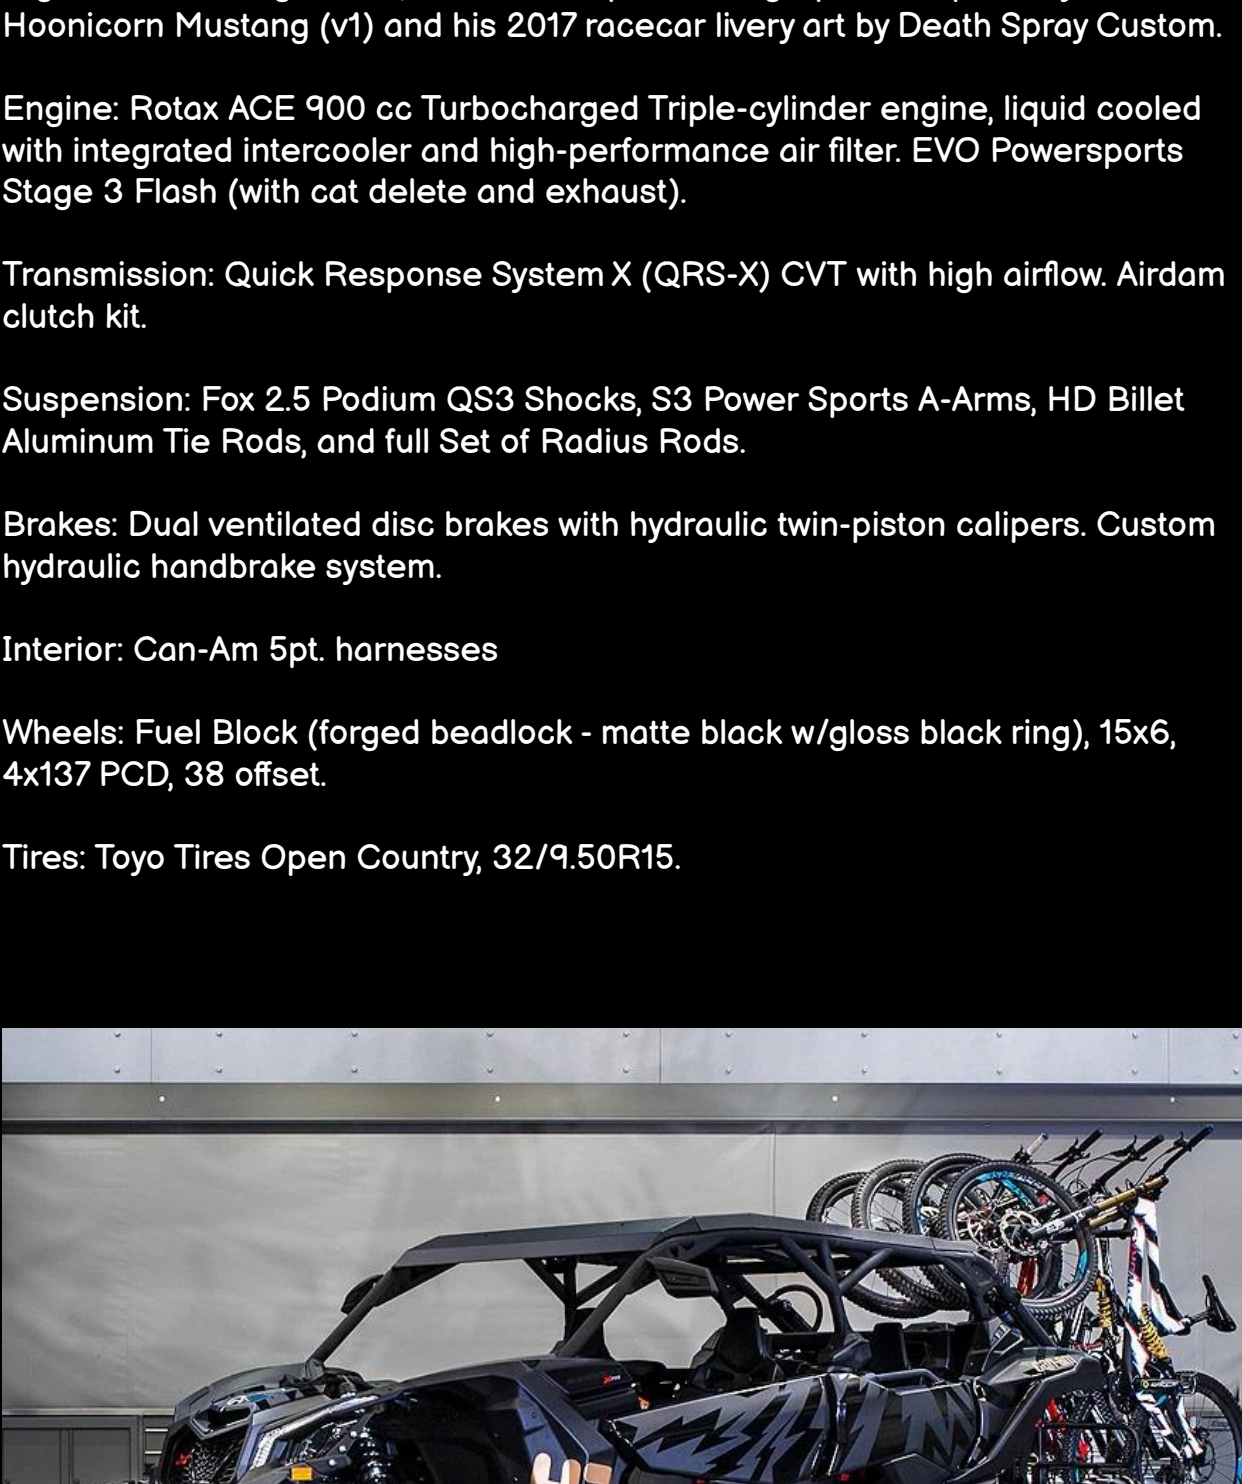 Hoonicorn Mustang (v1) and his 2017 racecar livery art by Death Spray Custom.
Engine: Rotax ACE 900 cc Turbocharged Triple-cylinder engine, liquid cooled
with integrated intercooler and high-performance air filter. EVO Powersports
Stage 3 Flash (with cat delete and exhaust).
Transmission: Quick Response System X (QRS-X) CVT with high airflow. Airdam
clutch kit.
Suspension: Fox 2.5 Podium QS3 Shocks, S3 Power Sports A-Arms, HD Billet
Aluminum Tie Rods, and full Set of Radius Rods.
Brakes: Dual ventilated disc brakes with hydraulic twin-piston calipers. Custom
hydraulic handbrake system.
Interior: Can-Am 5pt. harnesses
Wheels: Fuel Block (forged beadlock - matte black w/gloss black ring), 15x6,
4x137 PCD, 38 offset.
Tires: Toyo Tires Open Country, 32/9.50R15.